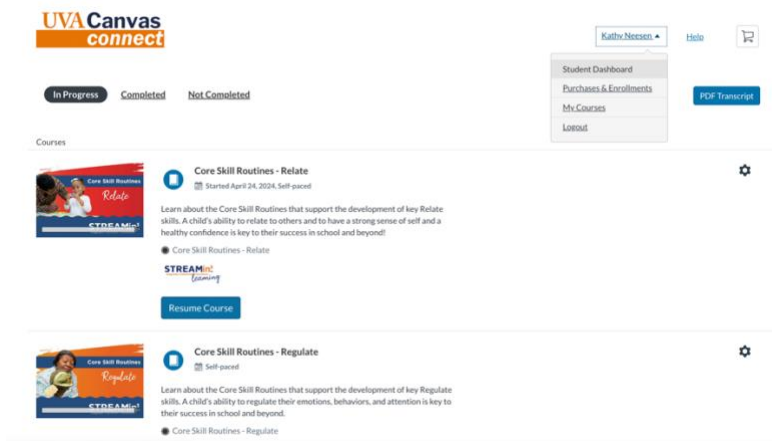 UVA Canvas
connect
Kathy Neesen
Help
Student Dashboard
Purchases & Enrollments
My Courses
Logout
In Progress Completed Not Completed
PDF Transcript
Courses
Core Skill Routines
Relate
STREAMin³
Core Skill Routines - Relate
Started April 24, 2024, Self-paced
Learn about the Core Skill Routines that support the development of key Relate
skills. A child's ability to relate to others and to have a strong sense of self and a
healthy confidence is key to their success in school and beyond!
Core Skill Routines - Relate
STREAMin³
learning
Resume Course
Core Skill Routines
Regulate
STREAMin³
Core Skill Routines - Regulate
Self-paced
Learn about the Core Skill Routines that support the development of key Regulate
skills. A child's ability to regulate their emotions, behaviors, and attention is key to
their success in school and beyond.
Core Skill Routines - Regulate